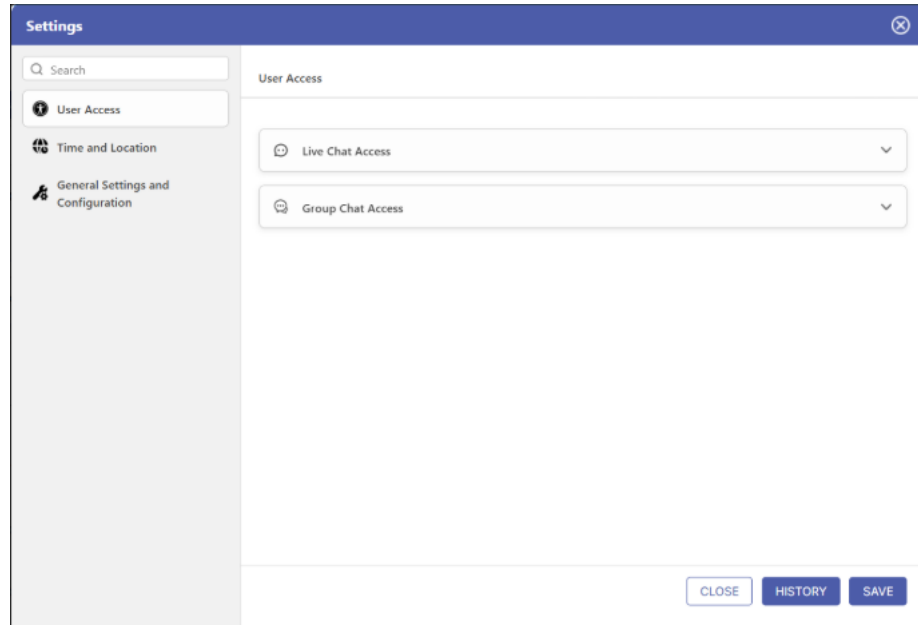 Settings
Search
User Access
Time and Location
General Settings and
Configuration
User Access
Live Chat Access
Group Chat Access
CLOSE
HISTORY
SAVE